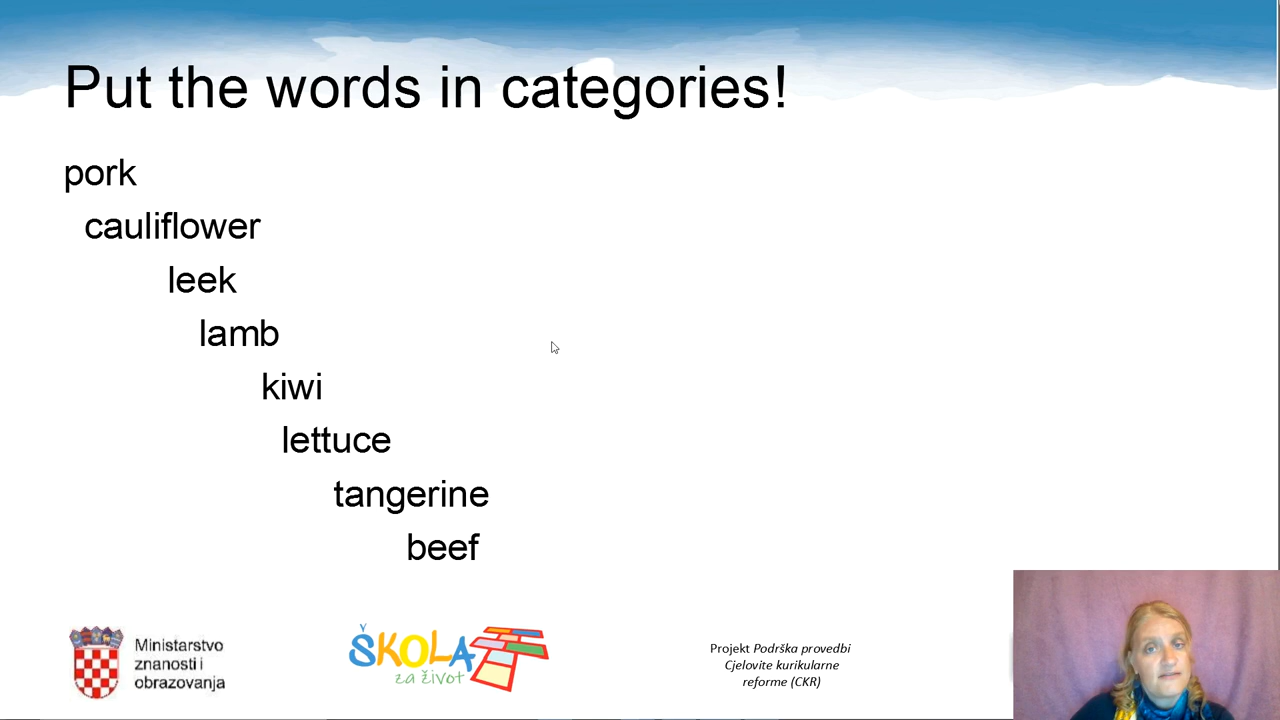 Put the words in categories!
pork
cauliflower
leek
lamb
kiwi
lettuce
tangerine
beef
Ministarstvo
znanosti i
obrazovanja
ŠKOLA
za život
Projekt Podrška provedbi
Cjelovite kurikularne
reforme (CKR)